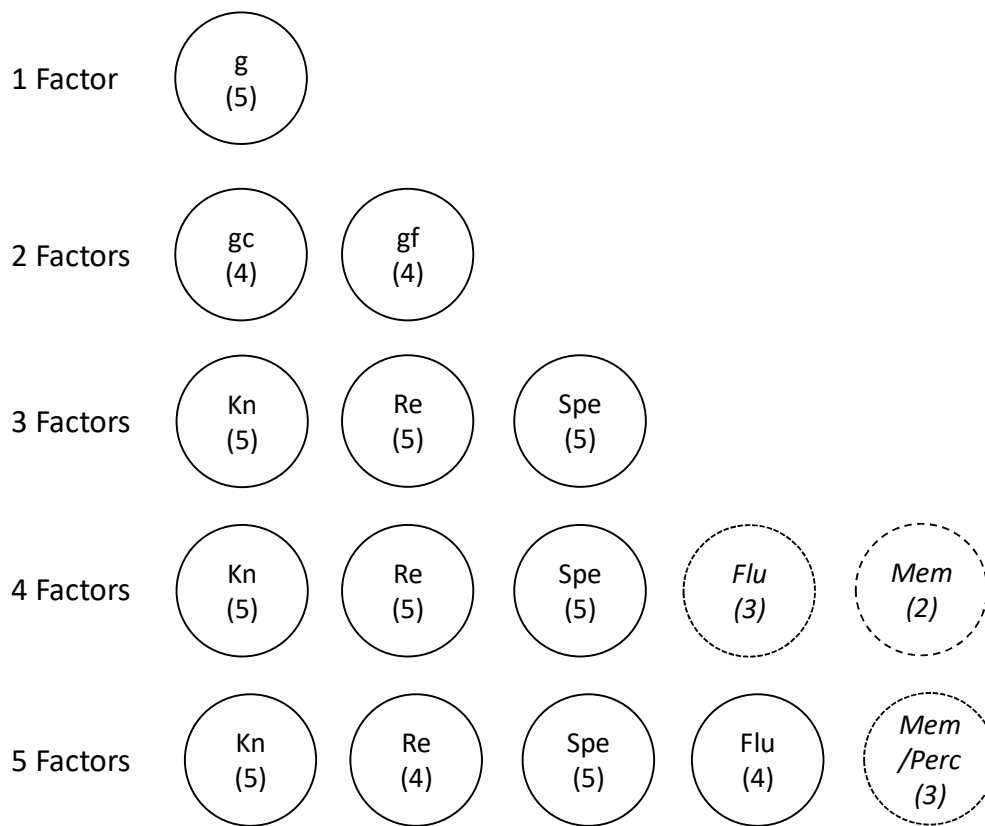 1 Factor
g
(5)
2 Factors
gc
(4)
gf
(4)
3 Factors
Kn
(5)
Re
(5)
Spe
(5)
4 Factors
Kn
(5)
Re
(5)
Spe
(5)
Flu
(3)
Mem
(2)
5 Factors
Kn
(5)
Re
(4)
Spe
(5)
Flu
(4)
Mem
/Perc
(3)